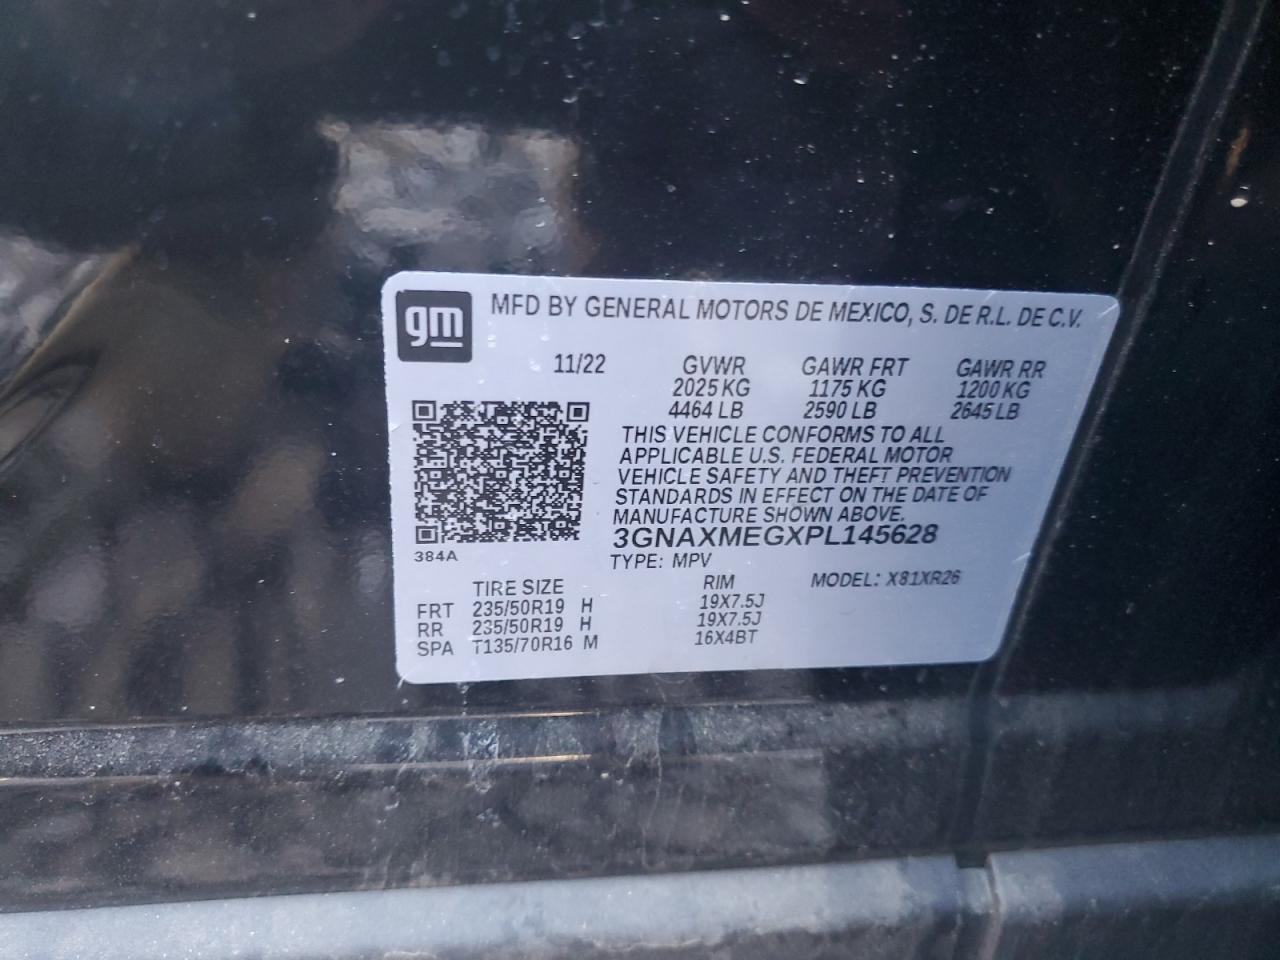 gm
MFD BY GENERAL MOTORS DE MEXICO, S. DE R.L. DE C.V.
11/22 GVWR GAWR FRT GAWR RR
2025 KG 1175 KG 1200 KG
4464 LB 2590 LB 2645 LB
THIS VEHICLE CONFORMS TO ALL
APPLICABLE U.S. FEDERAL MOTOR
VEHICLE SAFETY AND THEFT PREVENTION
STANDARDS IN EFFECT ON THE DATE OF
MANUFACTURE SHOWN ABOVE.
3GNAXMEGXPL145628
384A
TYPE: MPV
TIRE SIZE RIM MODEL: X81XR26
FRT 235/50R19 H 19X7.5J
RR 235/50R19 H 19X7.5J
SPA T135/70R16 M 16X4BT